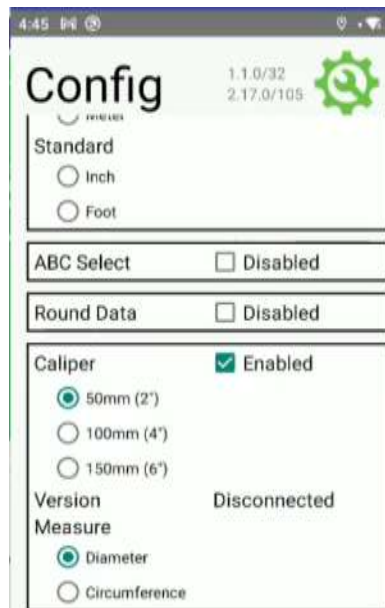 4:45
Config
1.1.0/32
2.17.0/105
Meter
Standard
Inch
Foot
ABC Select Disabled
Round Data Disabled
Caliper Enabled
50mm (2")
100mm (4")
150mm (6")
Version Disconnected
Measure
Diameter
Circumference